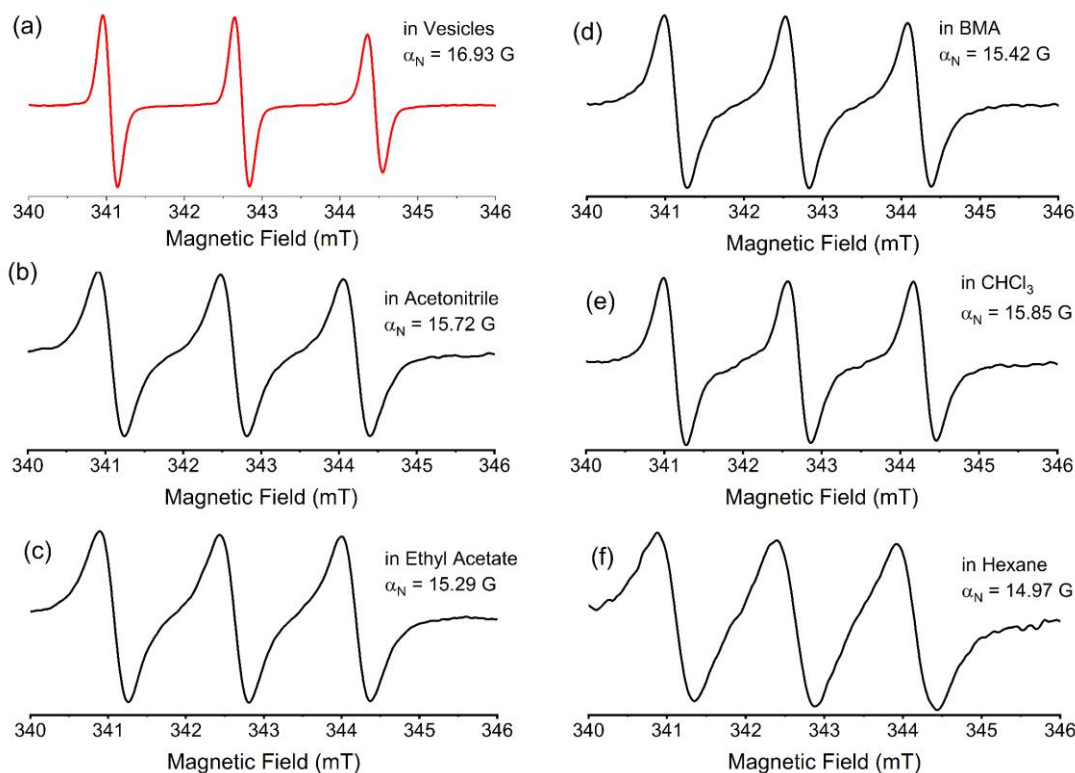 (a)
in Vesicles
αN = 16.93 G
340 341 342 343 344 345 346
Magnetic Field (mT)
(b)
in Acetonitrile
αN = 15.72 G
340 341 342 343 344 345 346
Magnetic Field (mT)
(c)
in Ethyl Acetate
αN = 15.29 G
340 341 342 343 344 345 346
Magnetic Field (mT)
(d)
in BMA
αN = 15.42 G
340 341 342 343 344 345 346
Magnetic Field (mT)
(e)
in CHCl3
αN = 15.85 G
340 341 342 343 344 345 346
Magnetic Field (mT)
(f)
in Hexane
αN = 14.97 G
340 341 342 343 344 345 346
Magnetic Field (mT)